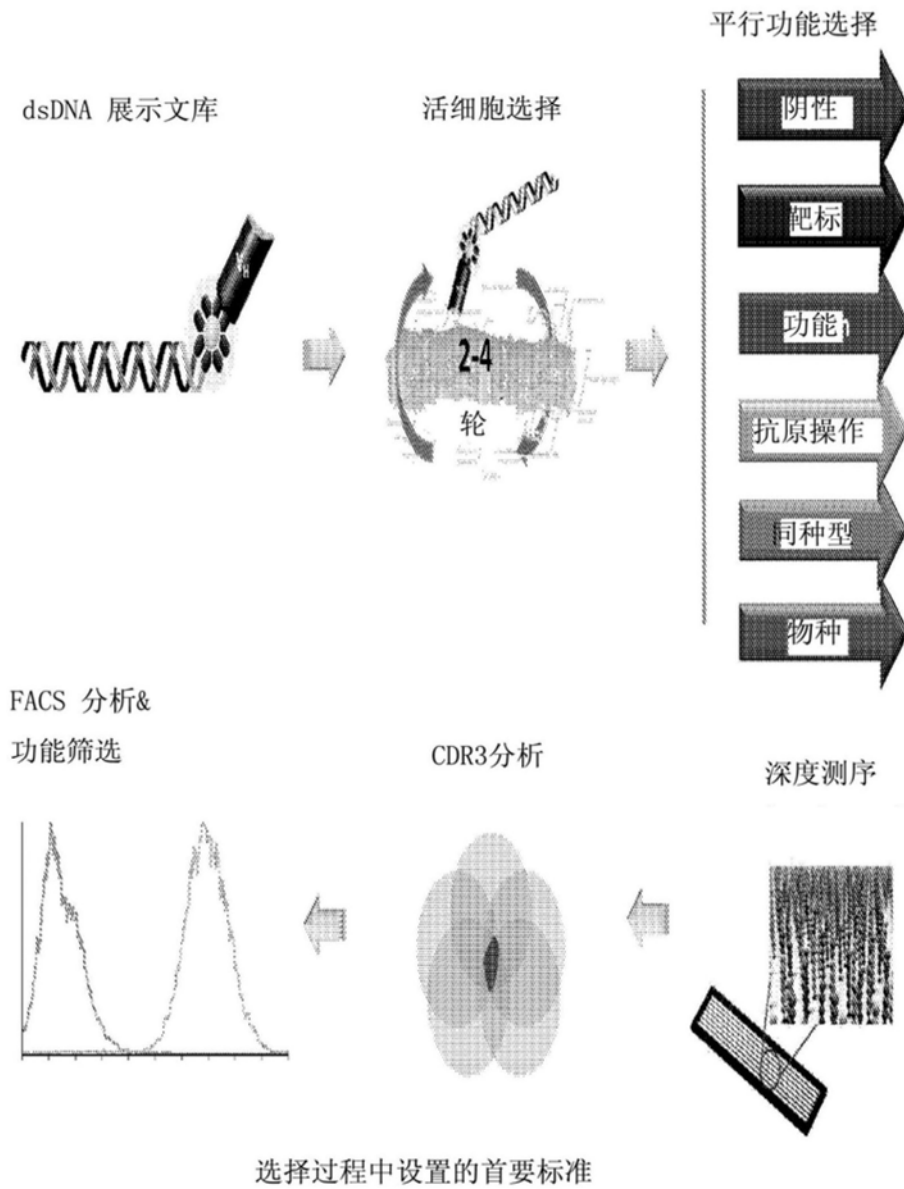 平行功能选择
dsDNA 展示文库
活细胞选择
阴性
靶标
功能
抗原操作
同种型
物种
2-4
轮
FACS 分析&
功能筛选
CDR3分析
深度测序
选择过程中设置的首要标准